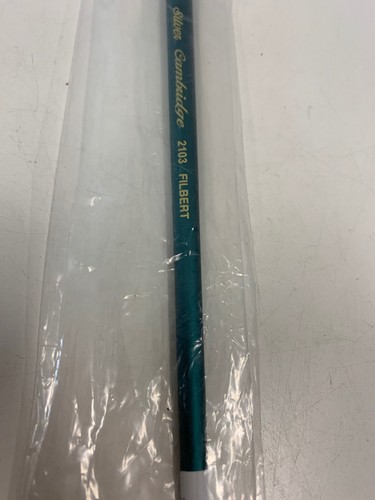 Silver Cambridge 2103 / FILBERT